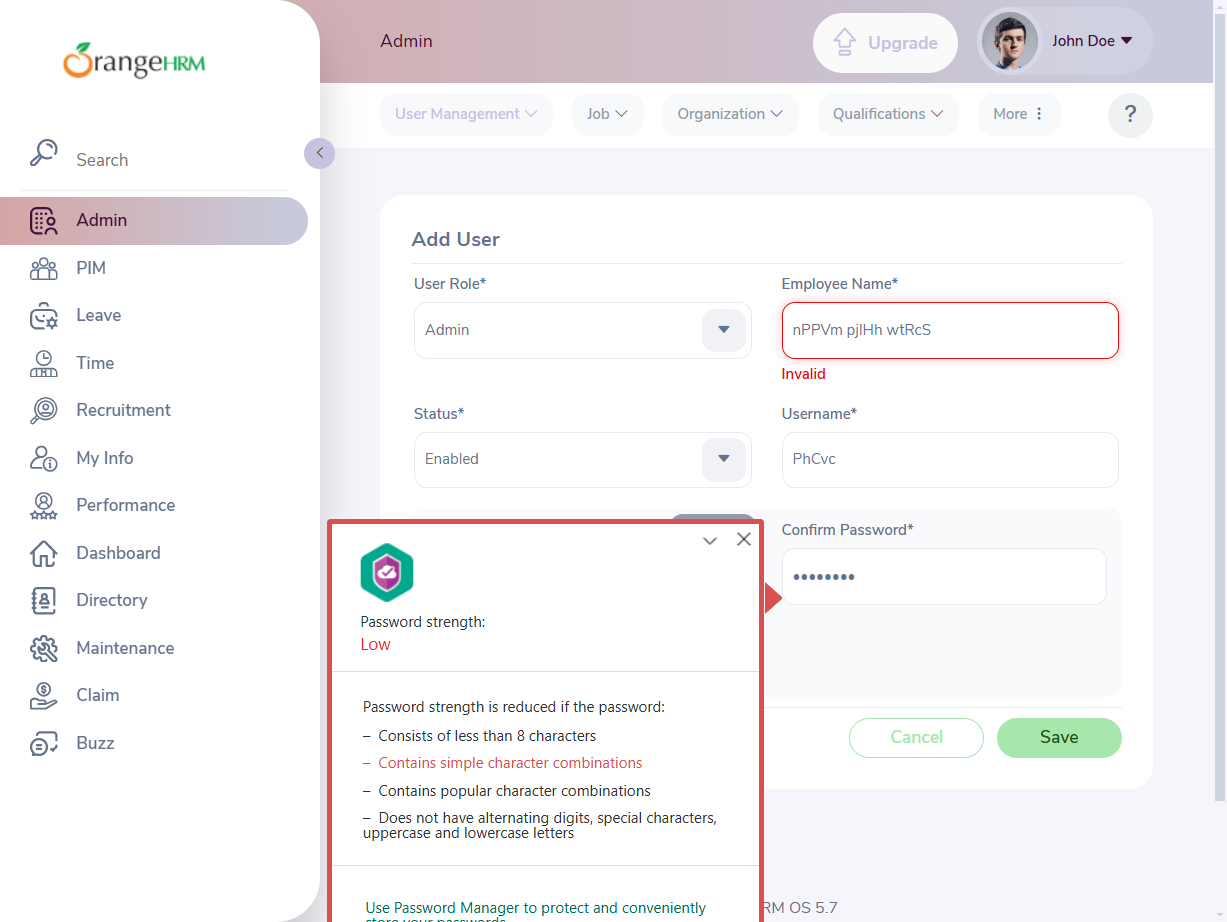 OrangeHRM
Search
Admin
PIM
Leave
Time
Recruitment
My Info
Performance
Dashboard
Directory
Maintenance
Claim
Buzz
Admin
Upgrade
John Doe
User Management
Job
Organization
Qualifications
More
?
Add User
User Role*
Employee Name*
Admin
nPPVm pjlHh wtRcS
Invalid
Status*
Username*
Enabled
PhCvc
Confirm Password*
••••••••
Cancel
Save
Password strength:
Low
Password strength is reduced if the password:
– Consists of less than 8 characters
– Contains simple character combinations
– Contains popular character combinations
– Does not have alternating digits, special characters,
uppercase and lowercase letters
Use Password Manager to protect and conveniently
store your passwords
RM OS 5.7